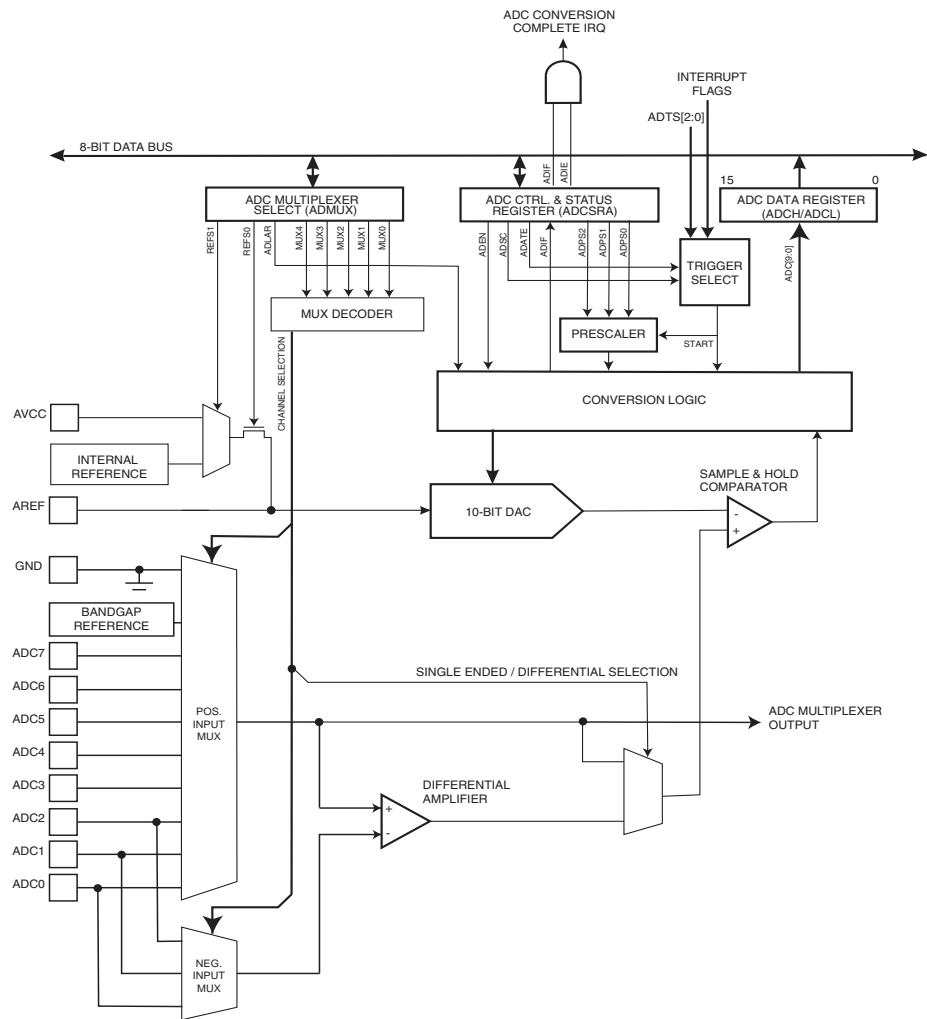 ADC CONVERSION
COMPLETE IRQ
INTERRUPT
FLAGS
ADTS[2:0]
8-BIT DATA BUS
ADIF
ADIE
15
0
ADC MULTIPLEXER
SELECT (ADMUX)
ADC CTRL. & STATUS
REGISTER (ADCSRA)
ADC DATA REGISTER
(ADCH/ADCL)
REFS1
REFS0
ADLAR
MUX4
MUX3
MUX2
MUX1
MUX0
ADEN
ADSC
ADATE
ADIF
ADPS2
ADPS1
ADPS0
ADC[9:0]
TRIGGER
SELECT
MUX DECODER
PRESCALER
START
CHANNEL SELECTION
CONVERSION LOGIC
AVCC
INTERNAL
REFERENCE
SAMPLE & HOLD
COMPARATOR
AREF
10-BIT DAC
-
+
GND
BANDGAP
REFERENCE
ADC7
SINGLE ENDED / DIFFERENTIAL SELECTION
ADC6
ADC5
POS.
INPUT
MUX
ADC MULTIPLEXER
OUTPUT
ADC4
ADC3
DIFFERENTIAL
AMPLIFIER
ADC2
+
-
ADC1
ADC0
NEG.
INPUT
MUX